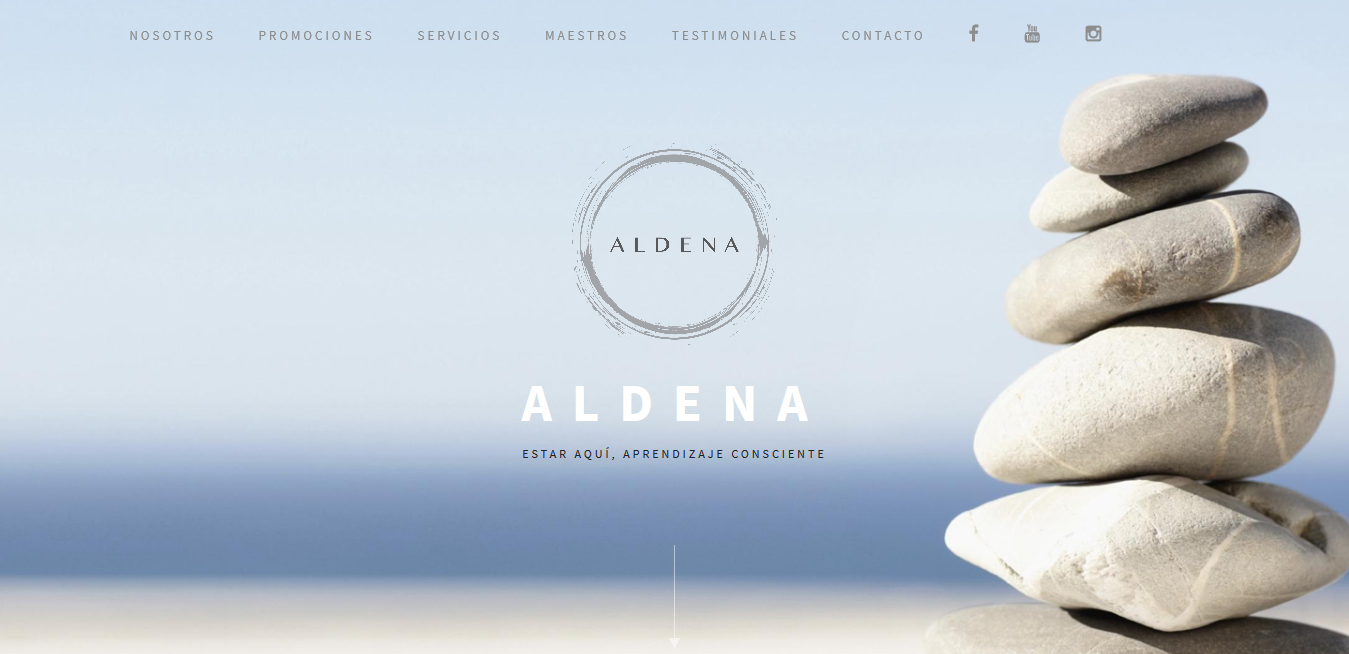 NOSOTROS PROMOCIONES SERVICIOS MAESTROS TESTIMONIALES CONTACTO You Tube
ALDENA
ALDENA
ESTAR AQUÍ, APRENDIZAJE CONSCIENTE